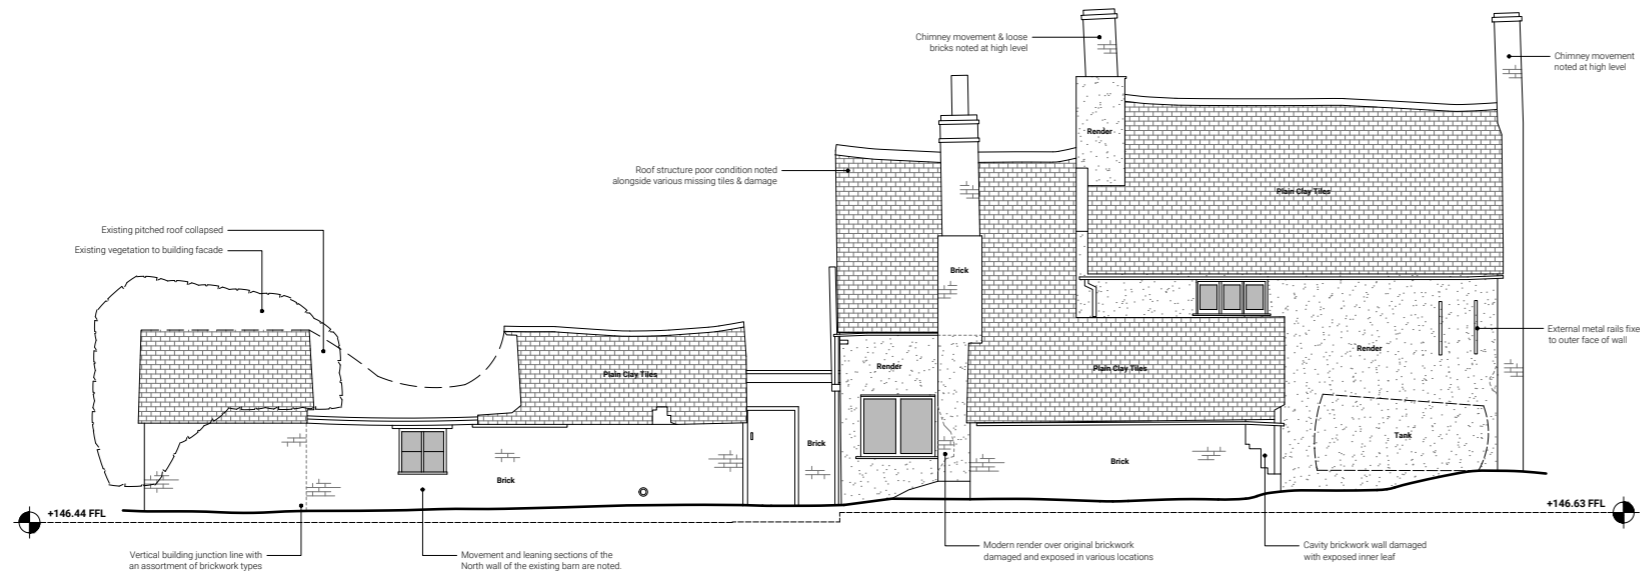 Chimney movement & loose
bricks noted at high level
Chimney movement
noted at high level
Render
Roof structure poor condition noted
alongside various missing tiles & damage
Plain Clay Tiles
Existing pitched roof collapsed
Existing vegetation to building facade
Brick
External metal rails fixe
to outer face of wall
Render
Render
Plain Clay Tiles
Plain Clay Tiles
Tank
Brick
Brick
Brick
+146.44 FFL
+146.63 FFL
Vertical building junction line with
an assortment of brickwork types
Movement and leaning sections of the
North wall of the existing barn are noted.
Modern render over original brickwork
damaged and exposed in various locations
Cavity brickwork wall damaged
with exposed inner leaf